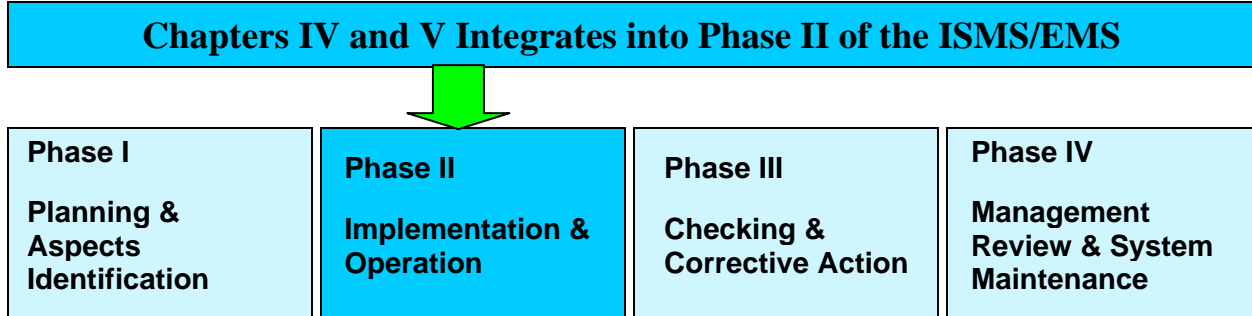 Chapters IV and V Integrates into Phase II of the ISMS/EMS
Phase I
Planning &
Aspects
Identification
Phase II
Implementation &
Operation
Phase III
Checking &
Corrective Action
Phase IV
Management
Review & System
Maintenance